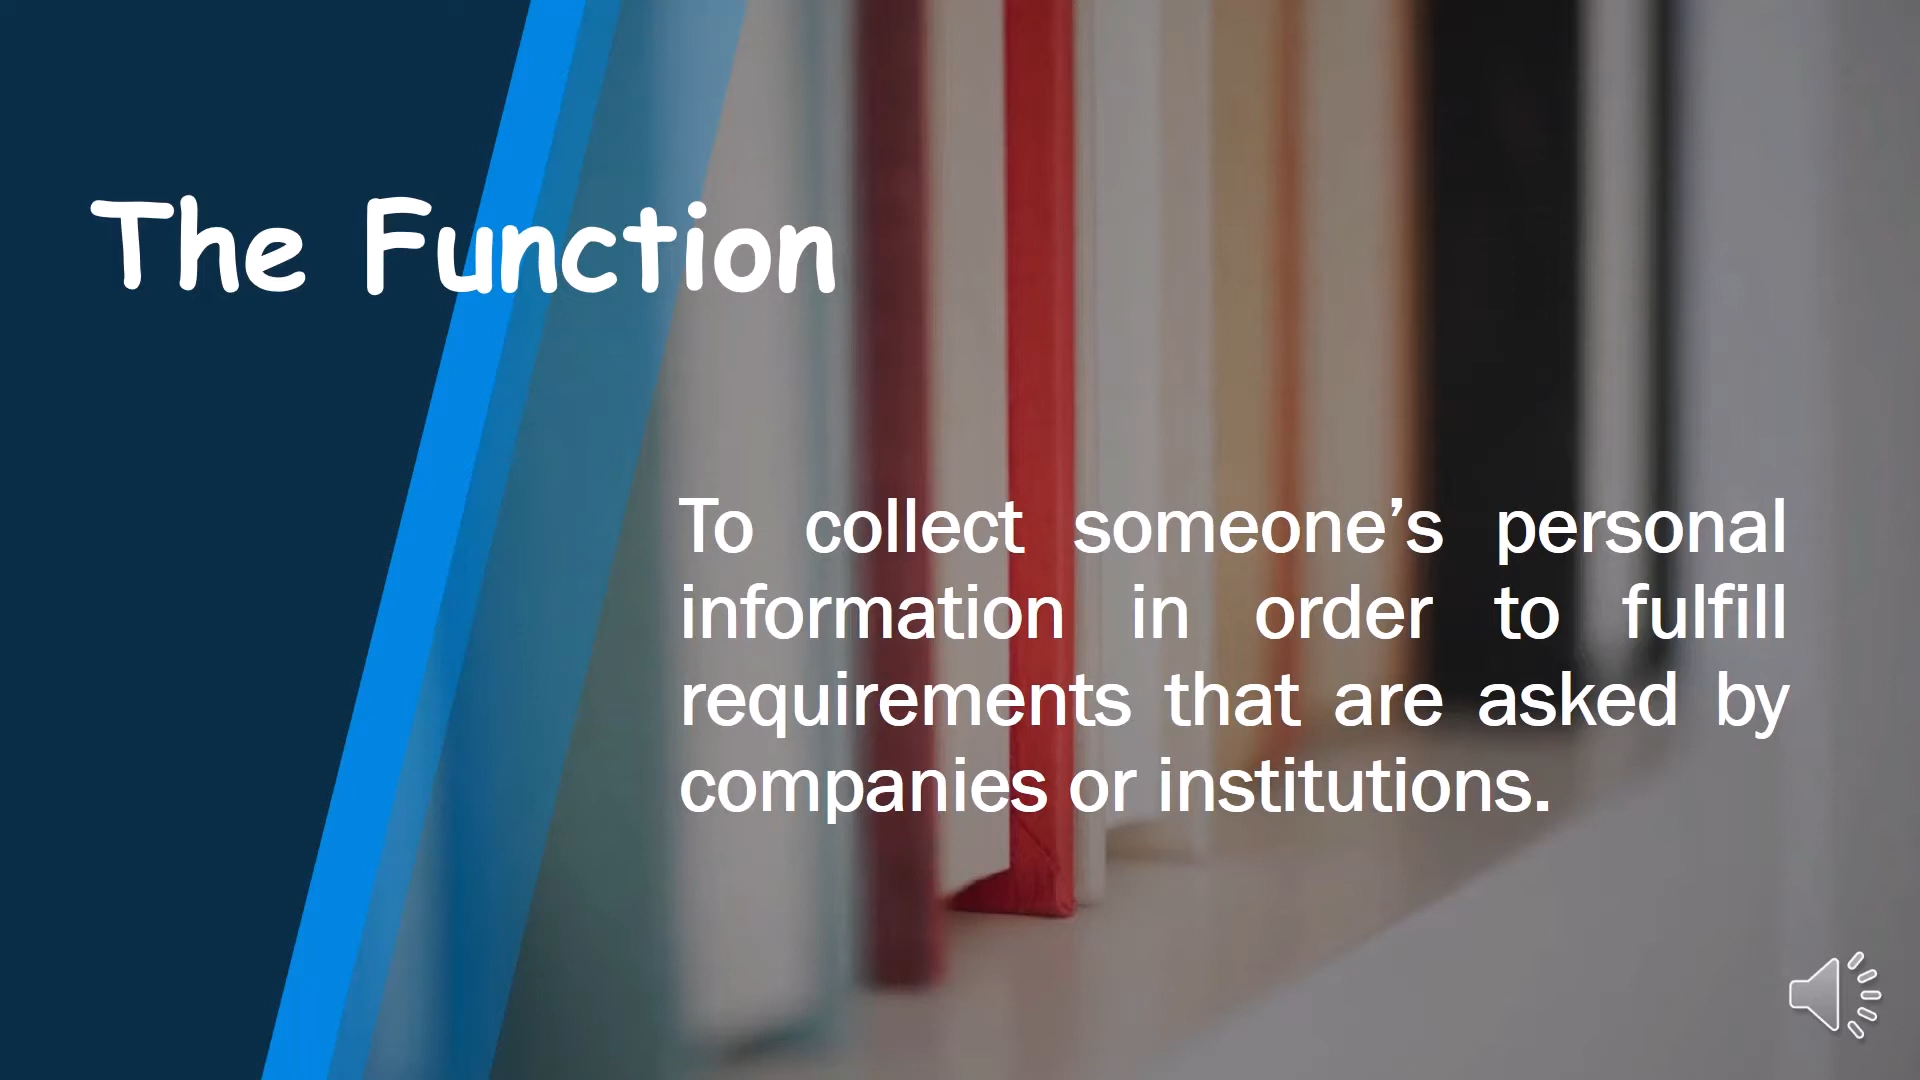 The Function
To collect someone’s personal
information in order to fulfill
requirements that are asked by
companies or institutions.